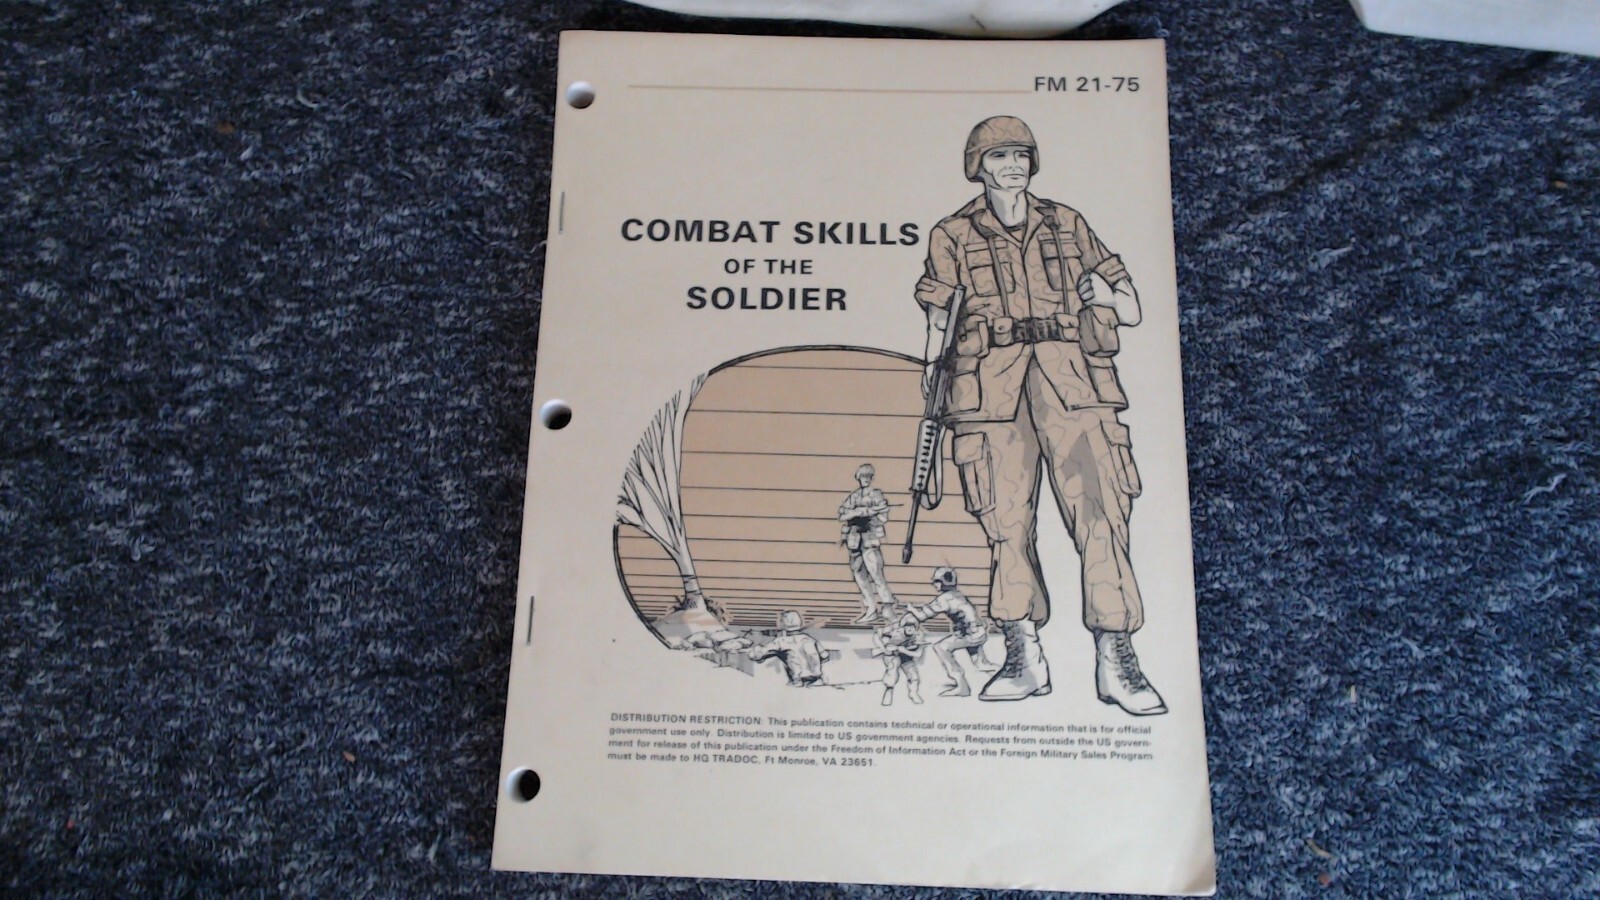 FM 21-75
COMBAT SKILLS
OF THE
SOLDIER
DISTRIBUTION RESTRICTION: This publication contains technical or operational information that is for official
government use only. Distribution is limited to US government agencies. Requests from outside the US govern-
ment for release of this publication under the Freedom of Information Act or the Foreign Military Sales Program
must be made to HQ TRADOC, Ft Monroe, VA 23651.